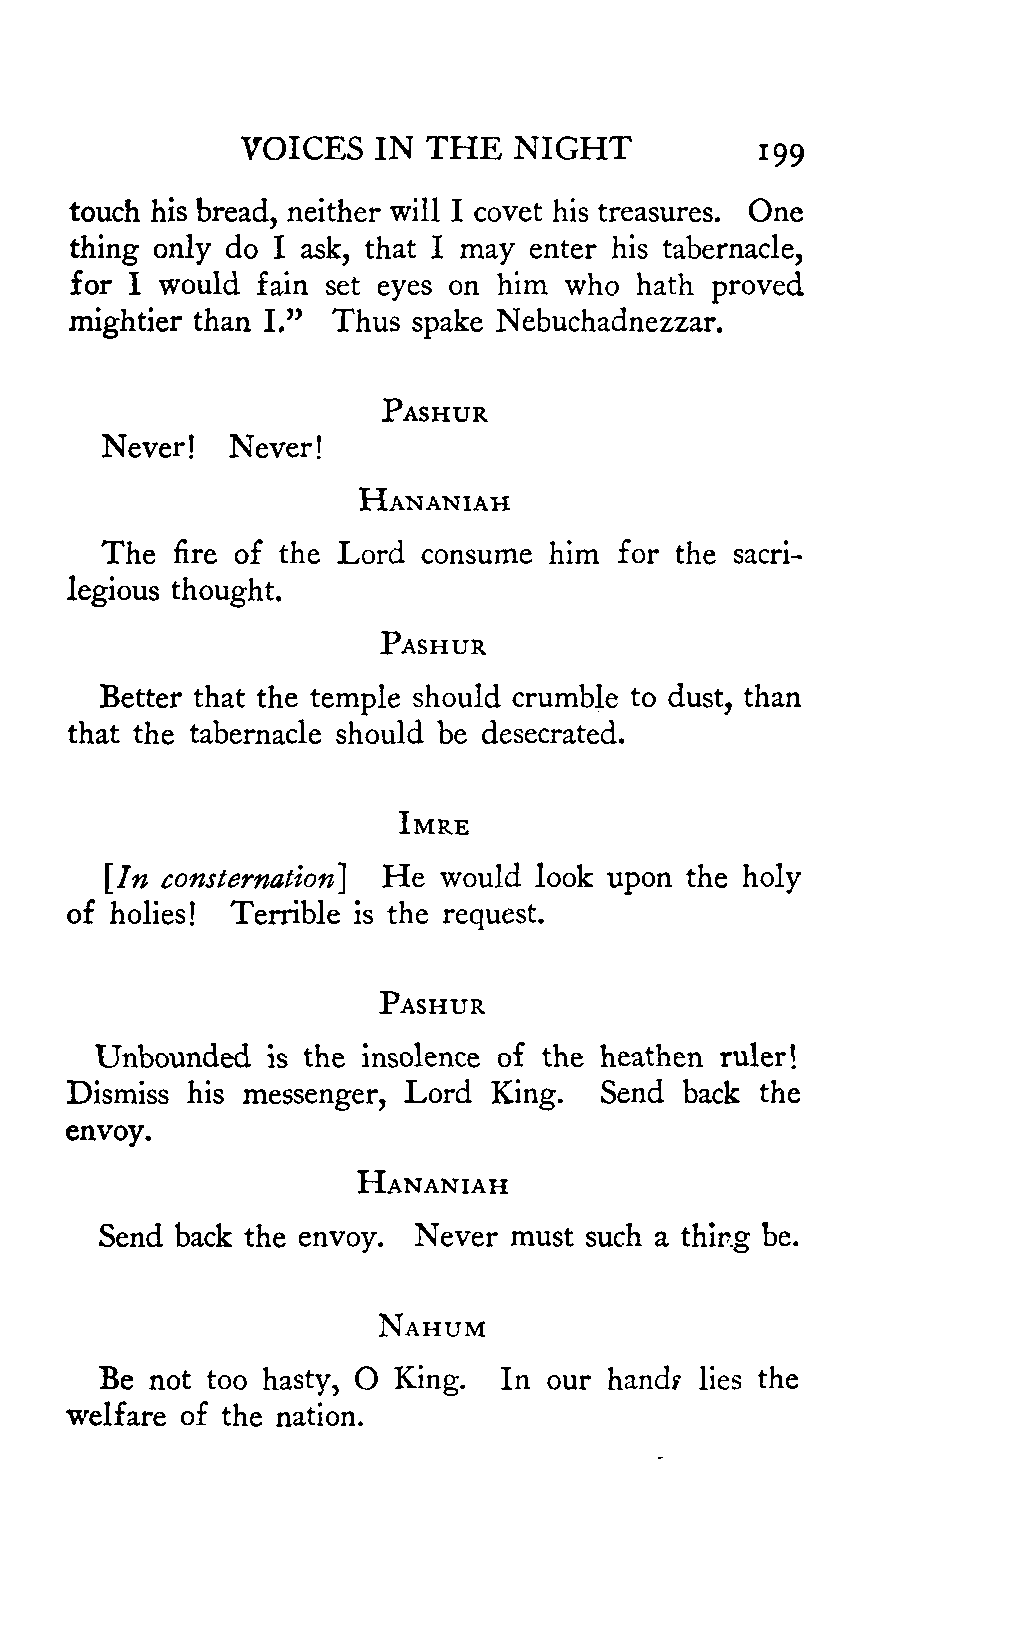 VOICES IN THE NIGHT 199
touch his bread, neither will I covet his treasures. One
thing only do I ask, that I may enter his tabernacle,
for I would fain set eyes on him who hath proved
mightier than I.” Thus spake Nebuchadnezzar.
PASHUR
Never! Never!
HANANIAH
The fire of the Lord consume him for the sacri-
legious thought.
PASHUR
Better that the temple should crumble to dust, than
that the tabernacle should be desecrated.
IMRE
[In consternation] He would look upon the holy
of holies! Terrible is the request.
PASHUR
Unbounded is the insolence of the heathen ruler!
Dismiss his messenger, Lord King. Send back the
envoy.
HANANIAH
Send back the envoy. Never must such a thing be.
NAHUM
Be not too hasty, O King. In our hands lies the
welfare of the nation.